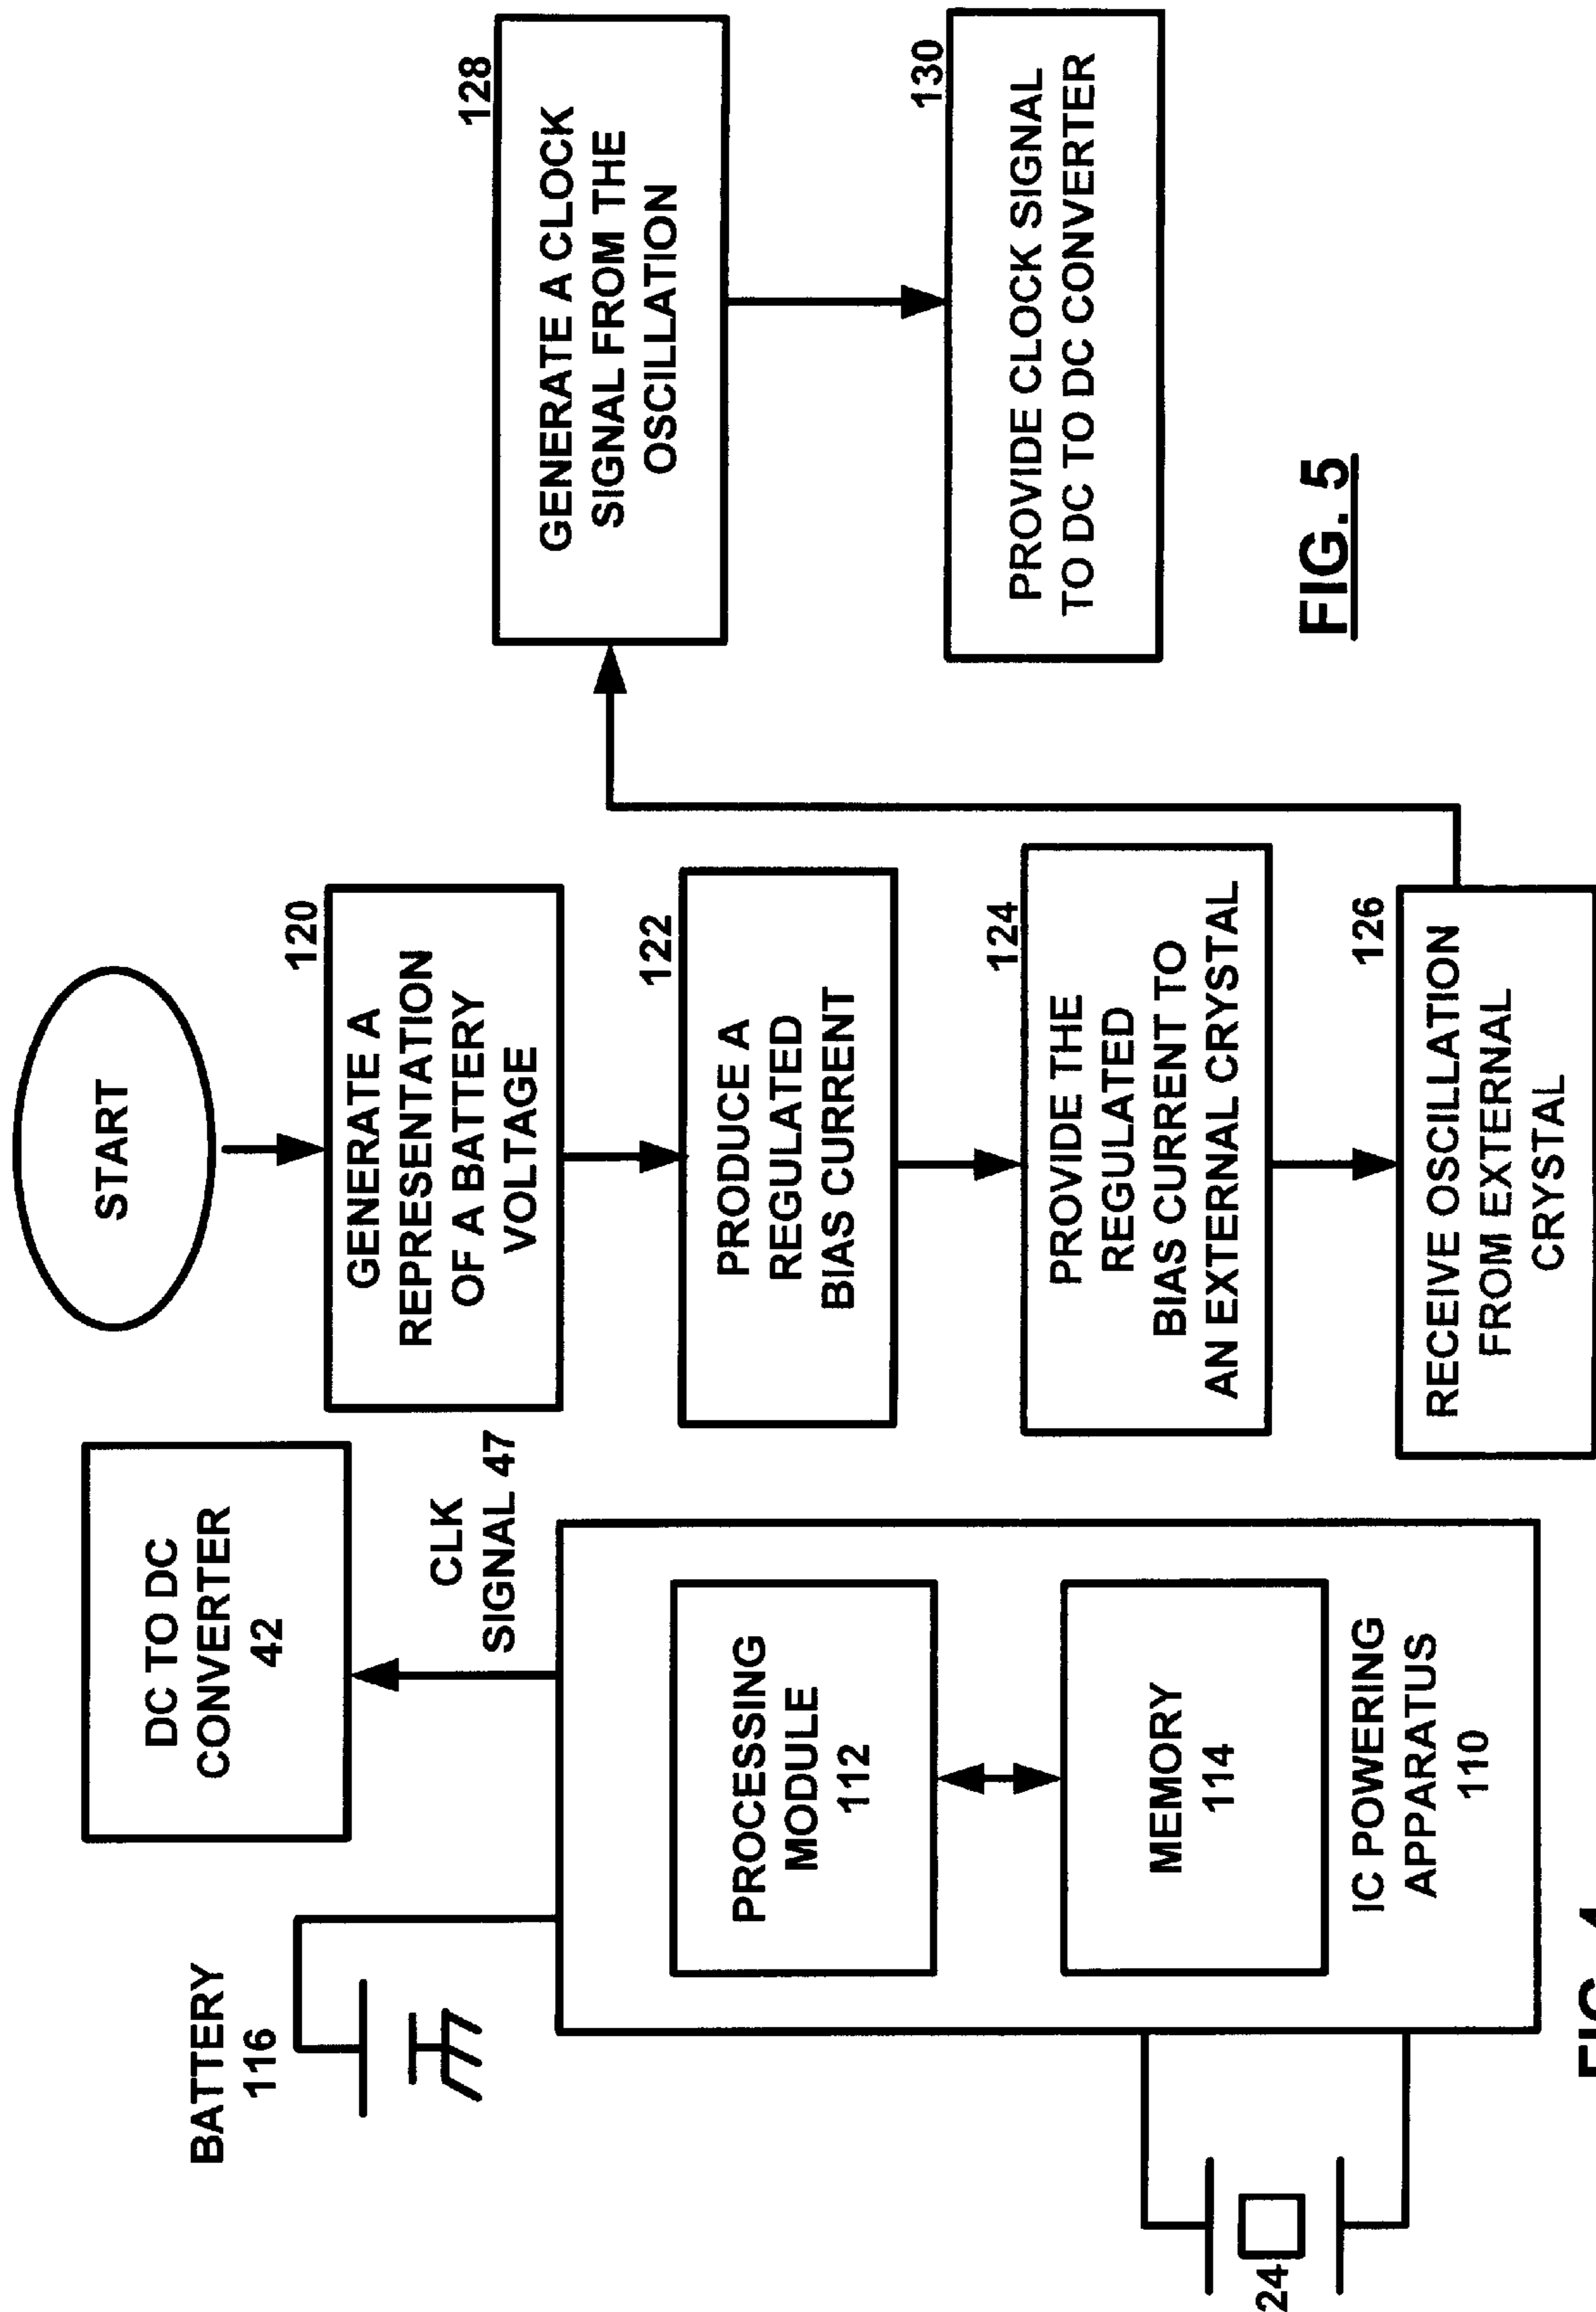 BATTERY
116
DC TO DC
CONVERTER
42
CLK
SIGNAL 47
PROCESSING
MODULE
112
MEMORY
114
IC POWERING
APPARATUS
110
24
START
120
GENERATE A
REPRESENTATION
OF A BATTERY
VOLTAGE
122
PRODUCE A
REGULATED
BIAS CURRENT
124
PROVIDE THE
REGULATED
BIAS CURRENT TO
AN EXTERNAL CRYSTAL
126
RECEIVE OSCILLATION
FROM EXTERNAL
CRYSTAL
128
GENERATE A CLOCK
SIGNAL FROM THE
OSCILLATION
130
PROVIDE CLOCK SIGNAL
TO DC TO DC CONVERTER
FIG. 5